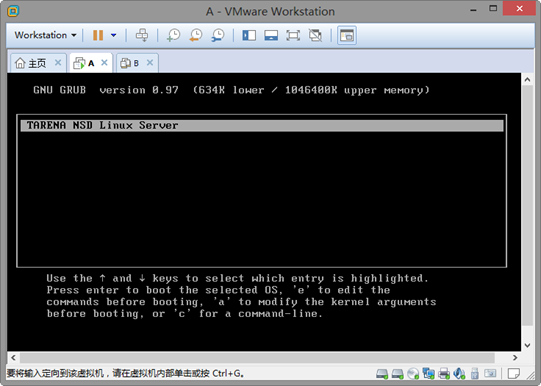 A - VMware Workstation
Workstation
主页 A B
GNU GRUB version 0.97 (634K lower / 1046400K upper memory)
TARENA NSD Linux Server
Use the ↑ and ↓ keys to select which entry is highlighted.
Press enter to boot the selected OS, 'e' to edit the
commands before booting, 'a' to modify the kernel arguments
before booting, or 'c' for a command-line.
要将输入定向到该虚拟机，请在虚拟机内部单击或按 Ctrl+G。